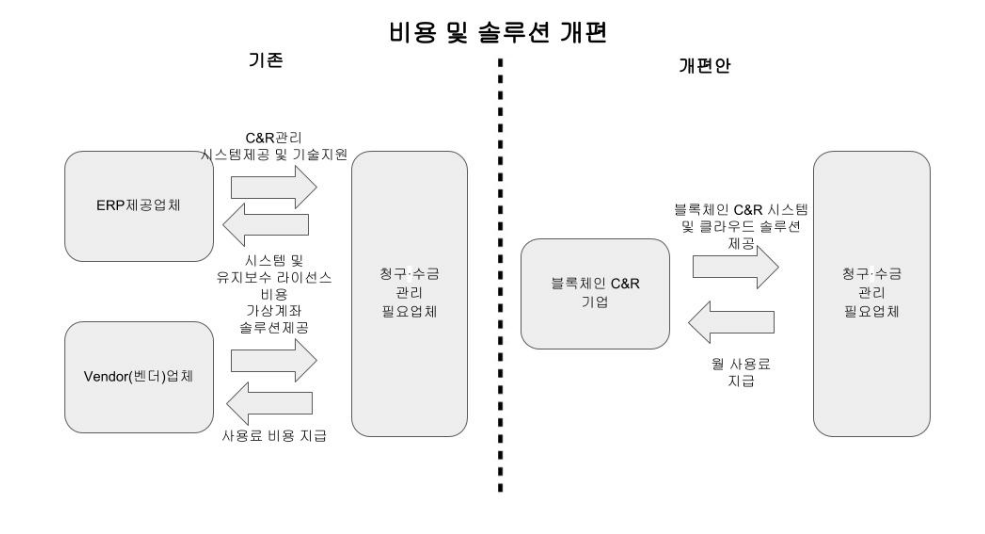 비용 및 솔루션 개편
기존
C&R관리
시스템제공 및 기술지원
ERP제공업체
시스템 및
유지보수 라이선스
비용
가상계좌
솔루션제공
Vendor(벤더)업체
사용료 비용 지급
청구·수금
관리
필요업체
개편안
블록체인 C&R 시스템
및 클라우드 솔루션
제공
블록체인 C&R
기업
월 사용료
지급
청구·수금
관리
필요업체